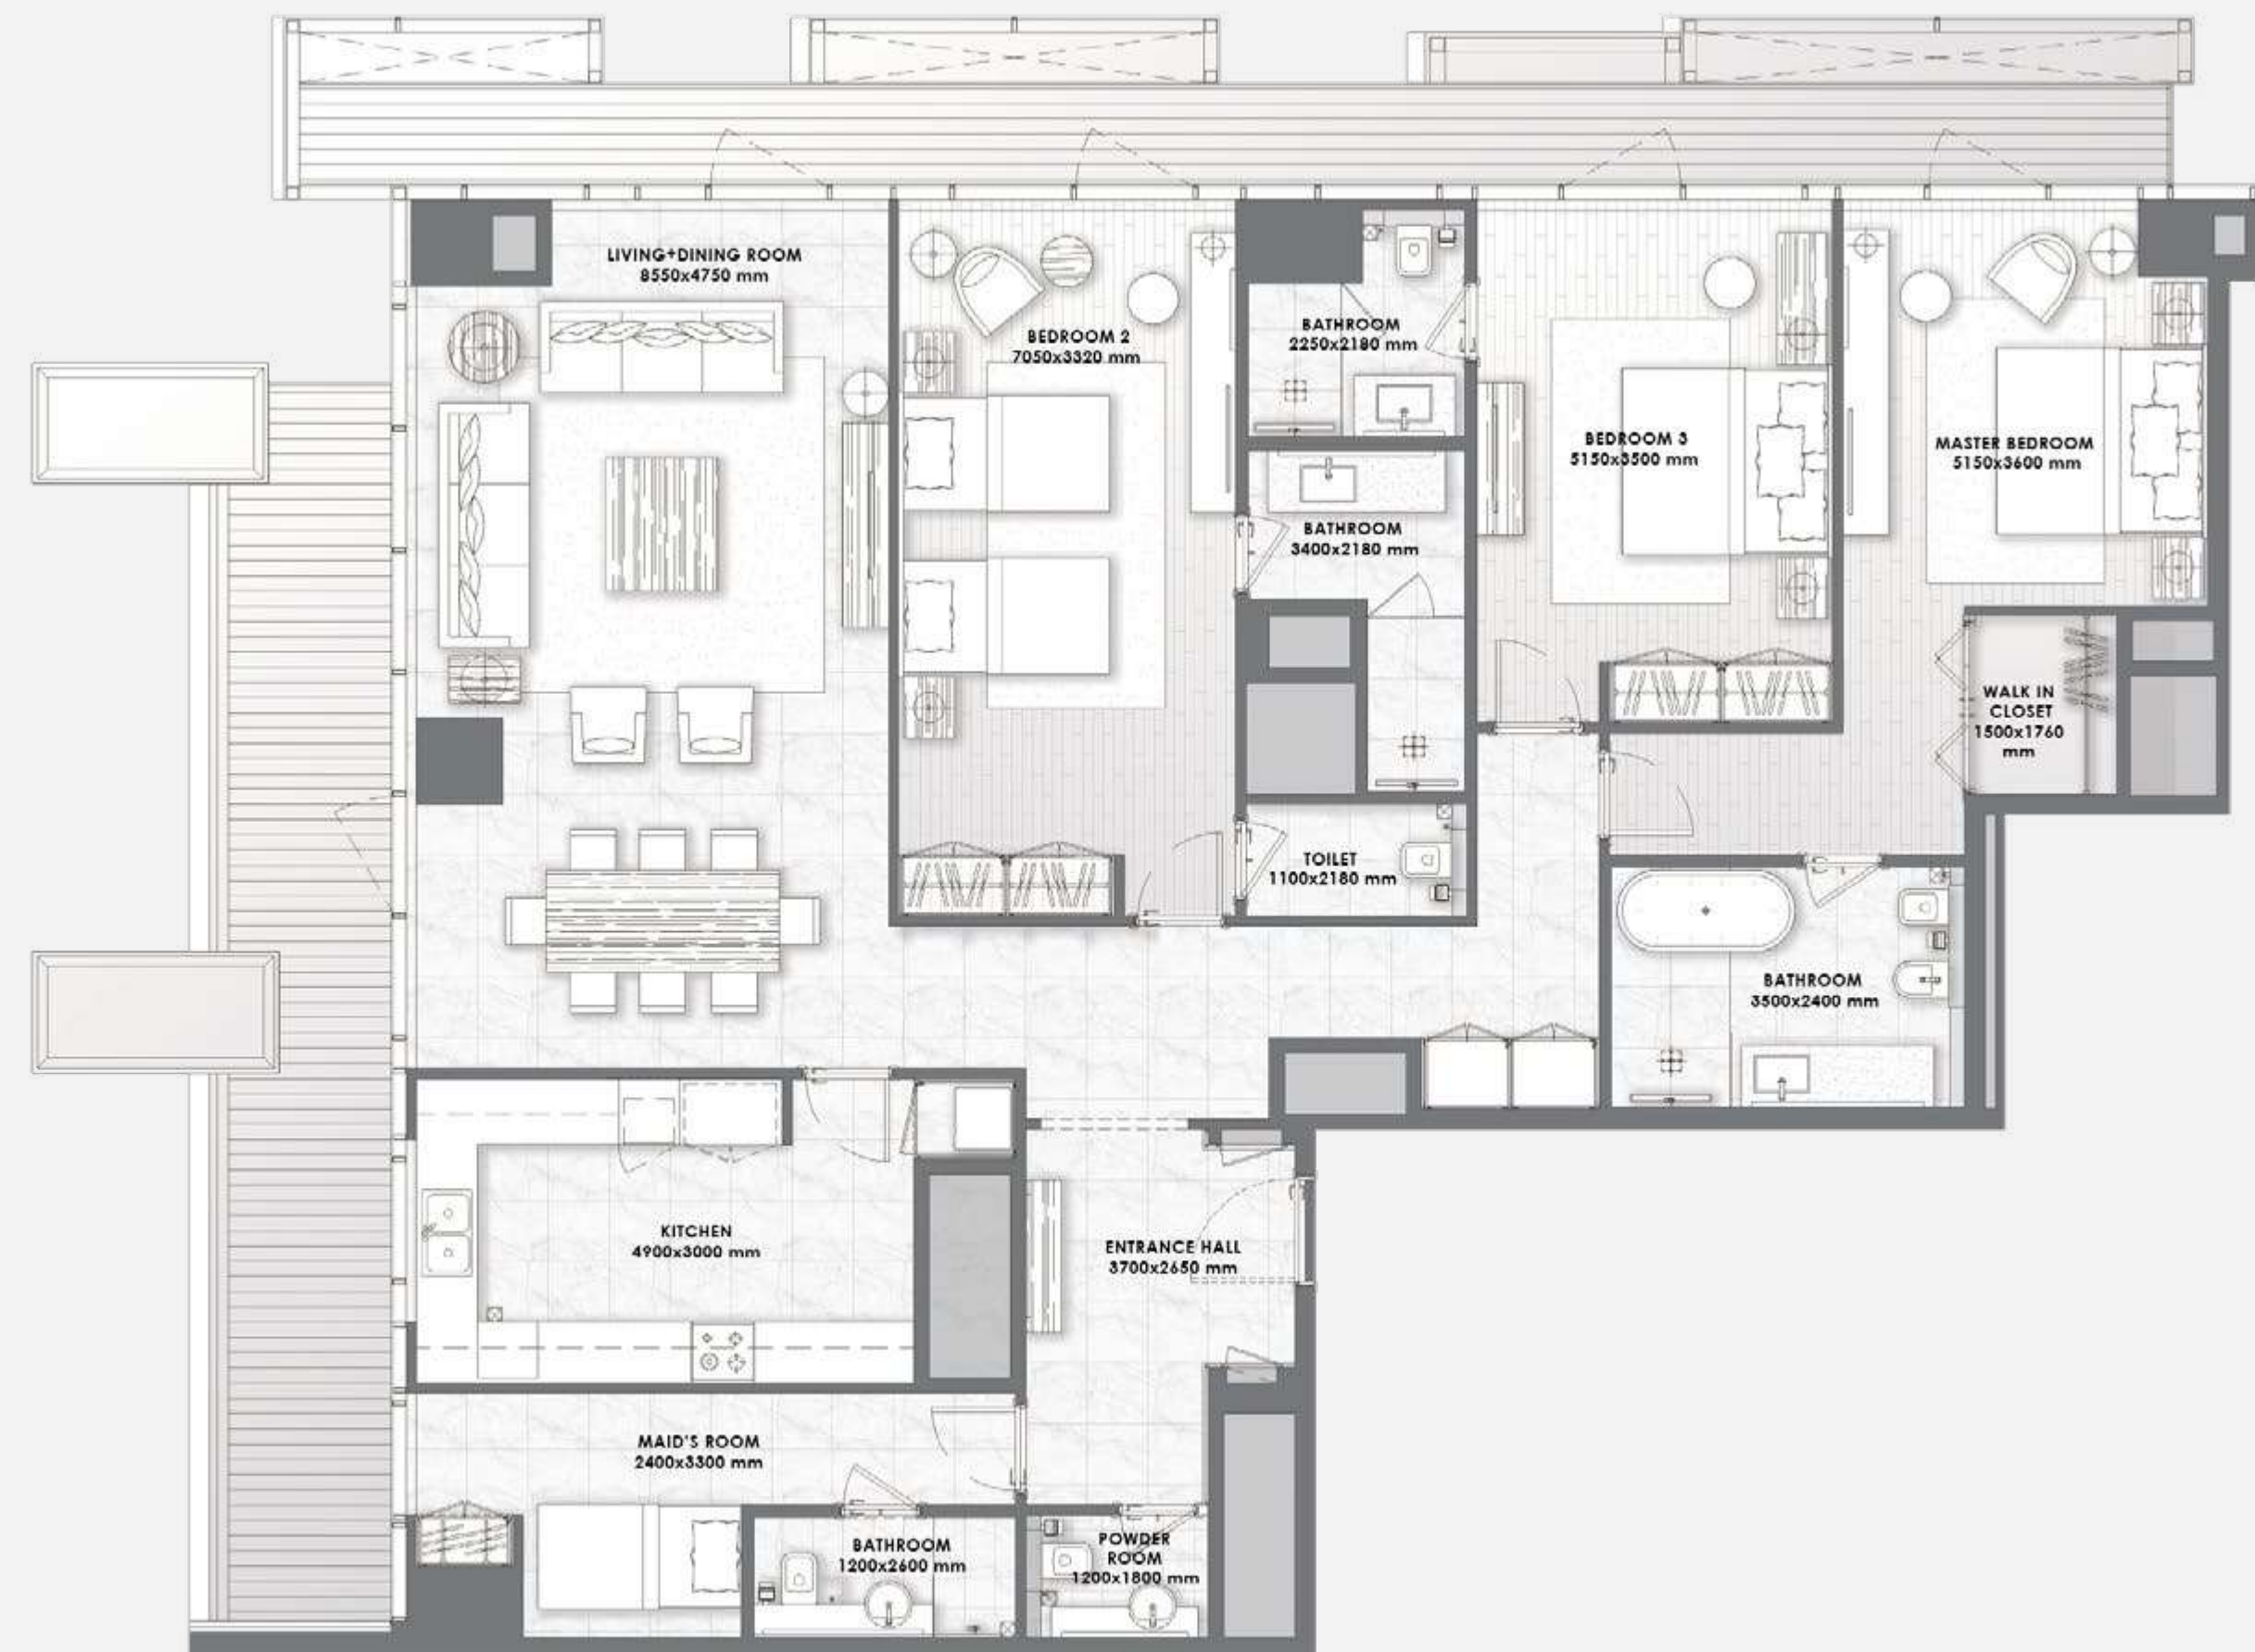 LIVING+DINING ROOM
8550x4750 mm
BEDROOM 2
7050x3320 mm
BATHROOM
2250x2180 mm
BEDROOM 3
5150x3500 mm
MASTER BEDROOM
5150x3600 mm
BATHROOM
3400x2180 mm
WALK IN
CLOSET
1500x1760
mm
TOILET
1100x2180 mm
BATHROOM
3500x2400 mm
KITCHEN
4900x3000 mm
ENTRANCE HALL
3700x2650 mm
MAID'S ROOM
2400x3300 mm
BATHROOM
1200x2600 mm
POWDER
ROOM
1200x1800 mm